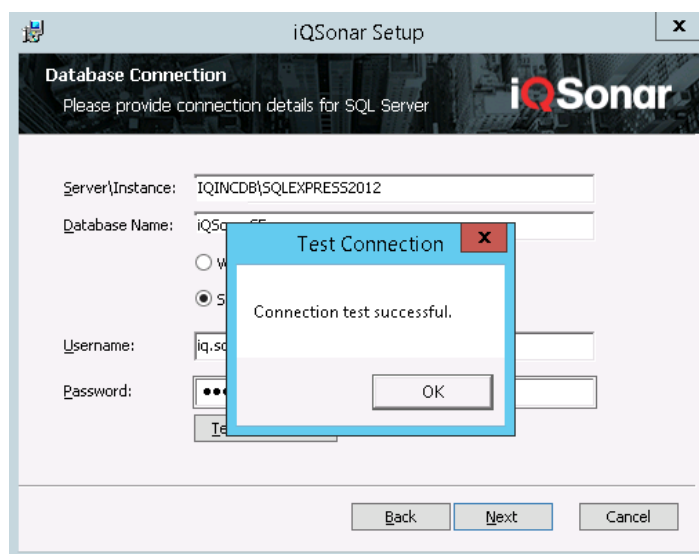 iQSonar Setup
x
Database Connection
Please provide connection details for SQL Server
iQSonar
Server\Instance: IQINCDB\SQLEXPRESS2012
Database Name:
Test Connection
x
Connection test successful.
Username:
Password:
OK
Back Next Cancel